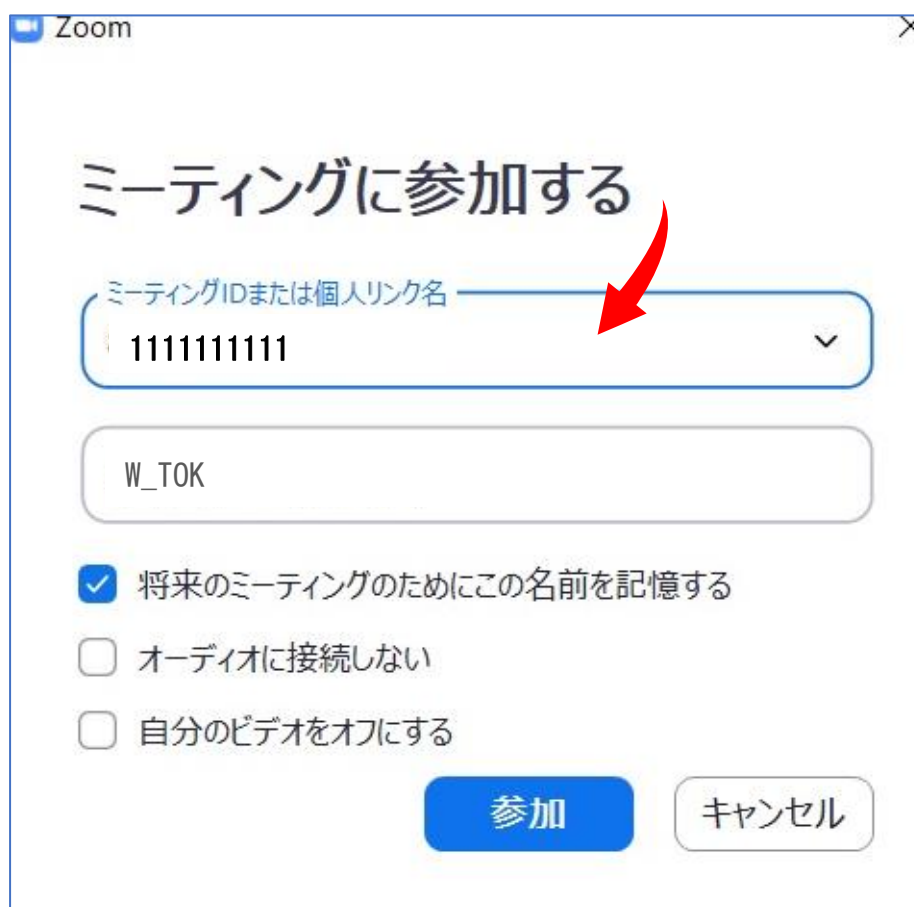 Zoom
ミーティングに参加する
ミーティングIDまたは個人リンク名
1111111111
W_TOK
将来のミーティングのためにこの名前を記憶する
オーディオに接続しない
自分のビデオをオフにする
参加 キャンセル